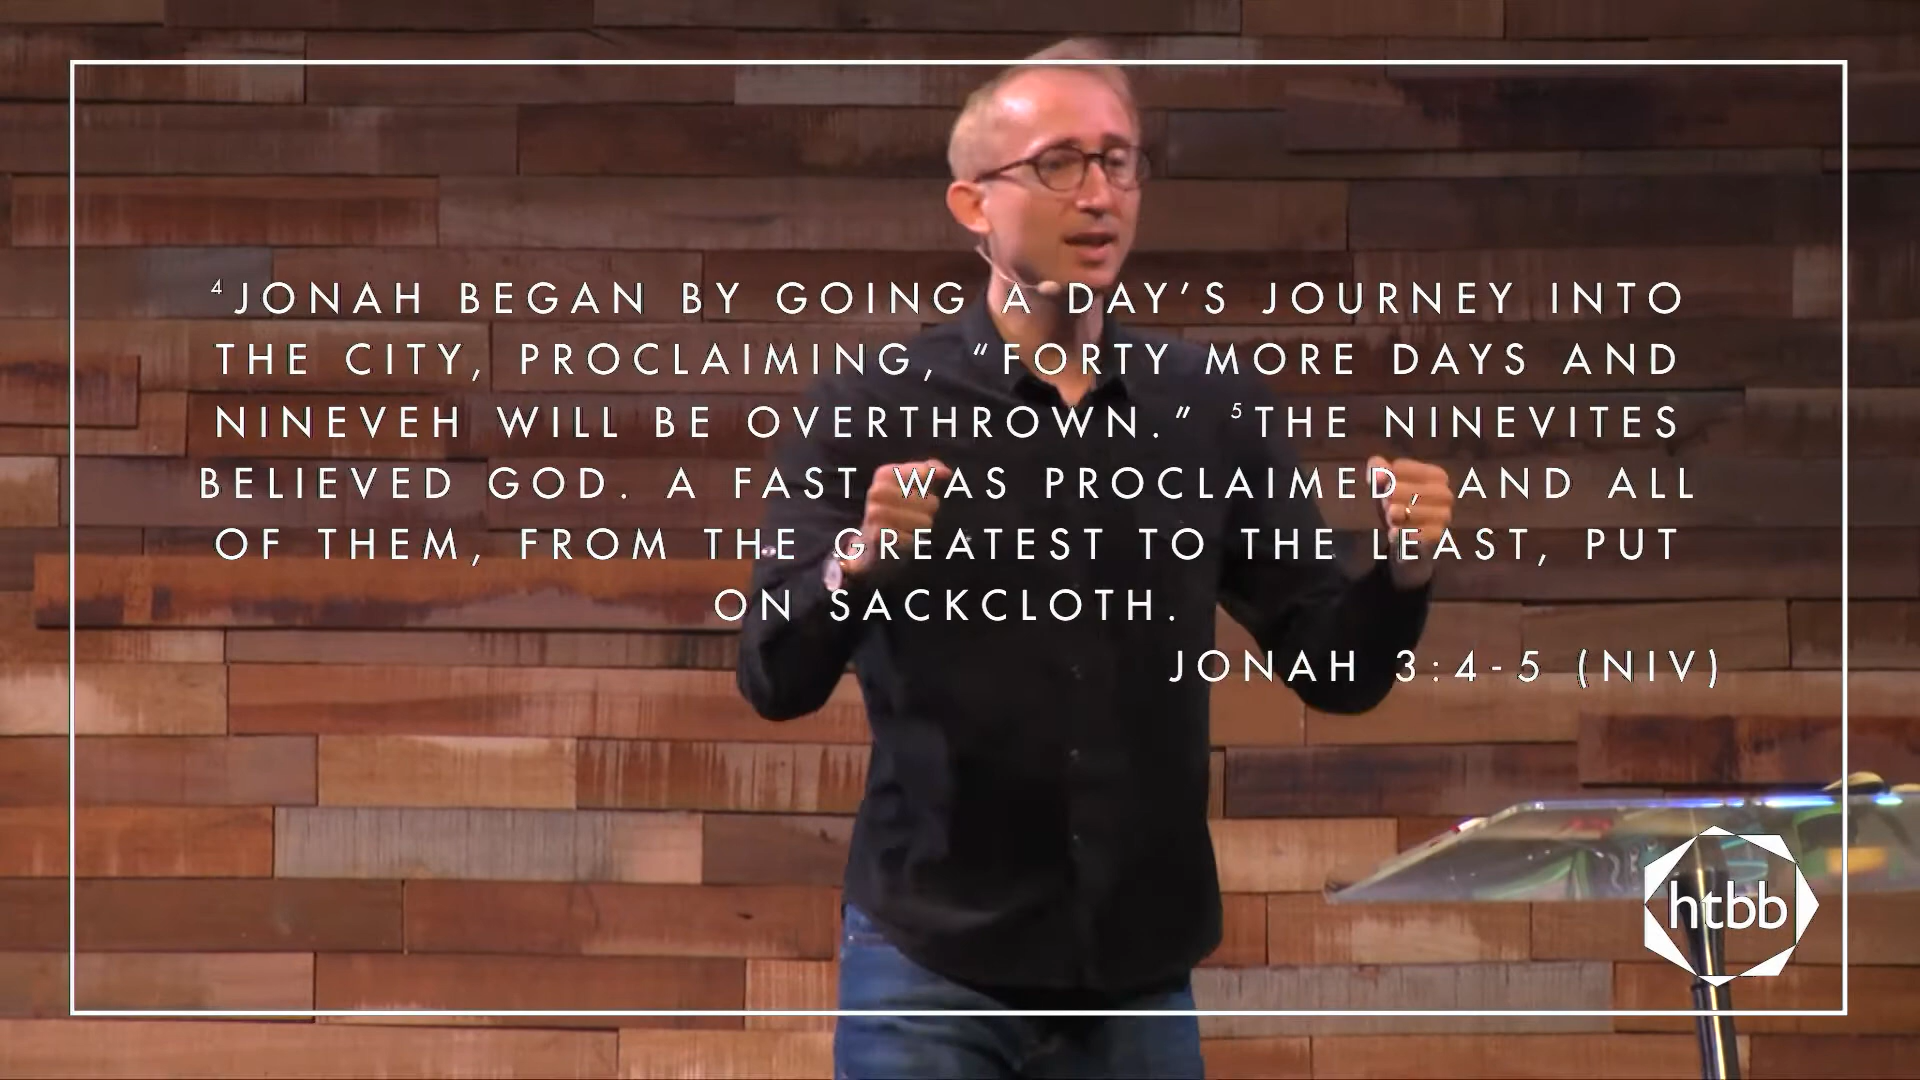 ⁴JONAH BEGAN BY GOING A DAY’S JOURNEY INTO
THE CITY, PROCLAIMING, “FORTY MORE DAYS AND
NINEVEH WILL BE OVERTHROWN.” ⁵THE NINEVITES
BELIEVED GOD. A FAST WAS PROCLAIMED, AND ALL
OF THEM, FROM THE GREATEST TO THE LEAST, PUT
ON SACKCLOTH.
JONAH 3:4-5 (NIV)
htbb